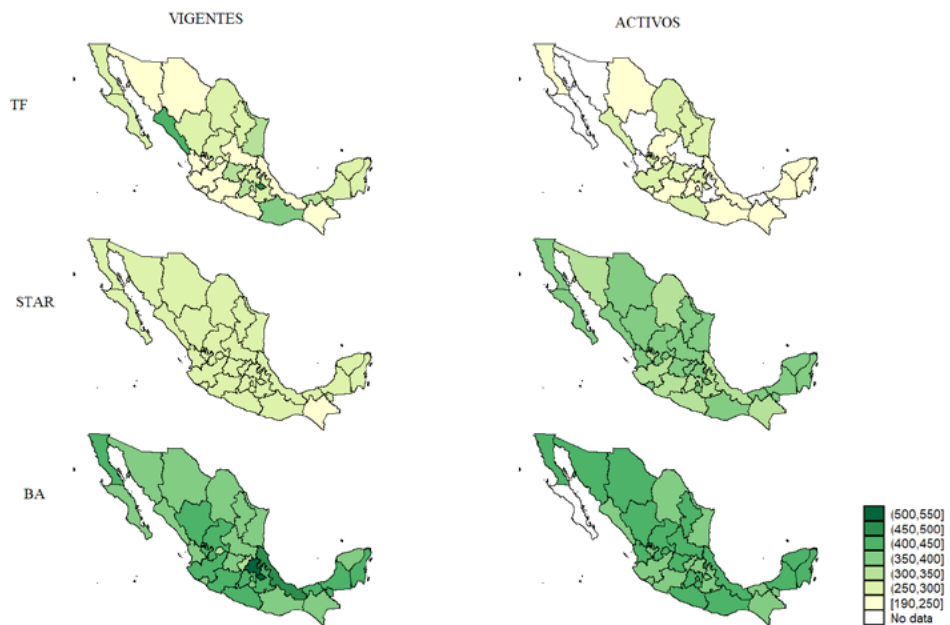 VIGENTES
ACTIVOS
TF
STAR
BA
(500,550]
(450,500]
(400,450]
(350,400]
(300,350]
(250,300]
[190,250]
No data